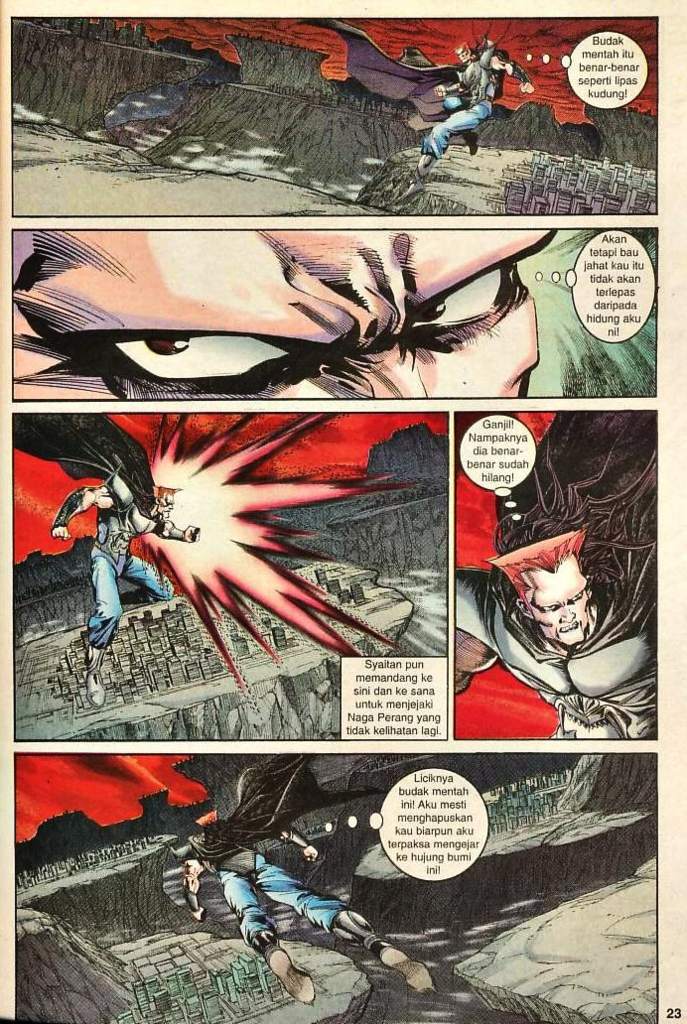 Budak
mentah itu
benar-benar
seperti lipas
kudung!
Akan
tetapi bau
jahat kau itu
tidak akan
terlepas
daripada
hidung aku
ni!
Syaitan pun
memandang ke
sini dan ke sana
untuk menjejaki
Naga Perang yang
tidak kelihatan lagi.
Ganjil!
Nampaknya
dia benar-
benar sudah
hilang!
Liciknya
budak mentah
ini! Aku mesti
menghapuskan
kau biarpun aku
terpaksa mengejar
ke hujung bumi
ini!
23